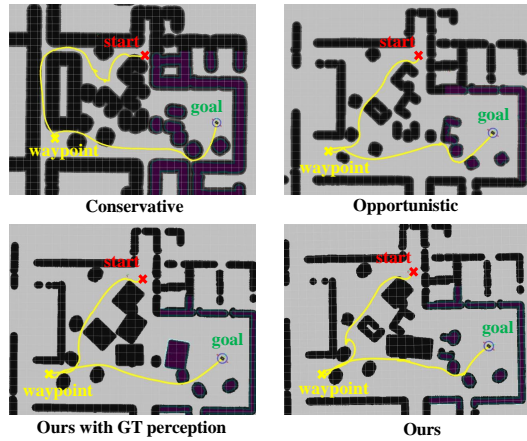 start
goal
waypoint
Conservative
start
goal
waypoint
Opportunistic
start
goal
waypoint
Ours with GT perception
start
goal
waypoint
Ours